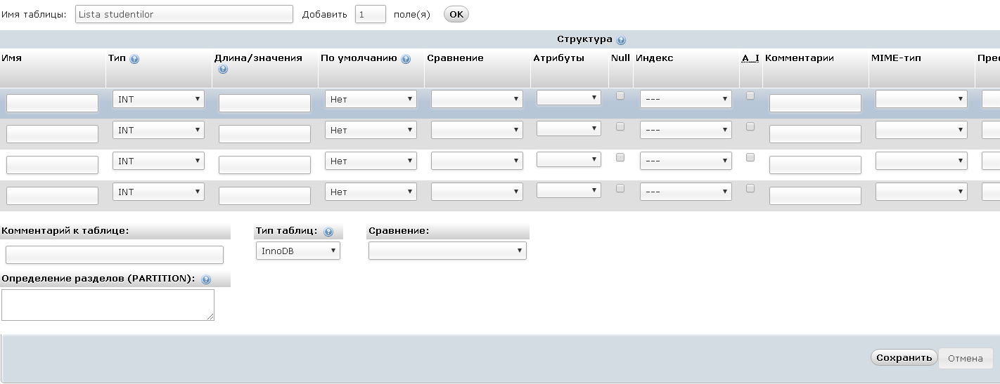 Имя таблицы: Lista studentilor Добавить 1 поле(я) OK
Структура
Имя Тип Длина/значения По умолчанию Сравнение Атрибуты Null Индекс A_I Комментарии MIME-тип Прес
INT Нет ---
INT Нет ---
INT Нет ---
INT Нет ---
Комментарий к таблице: Тип таблиц: Сравнение:
InnoDB
Определение разделов (PARTITION):
Сохранить Отмена